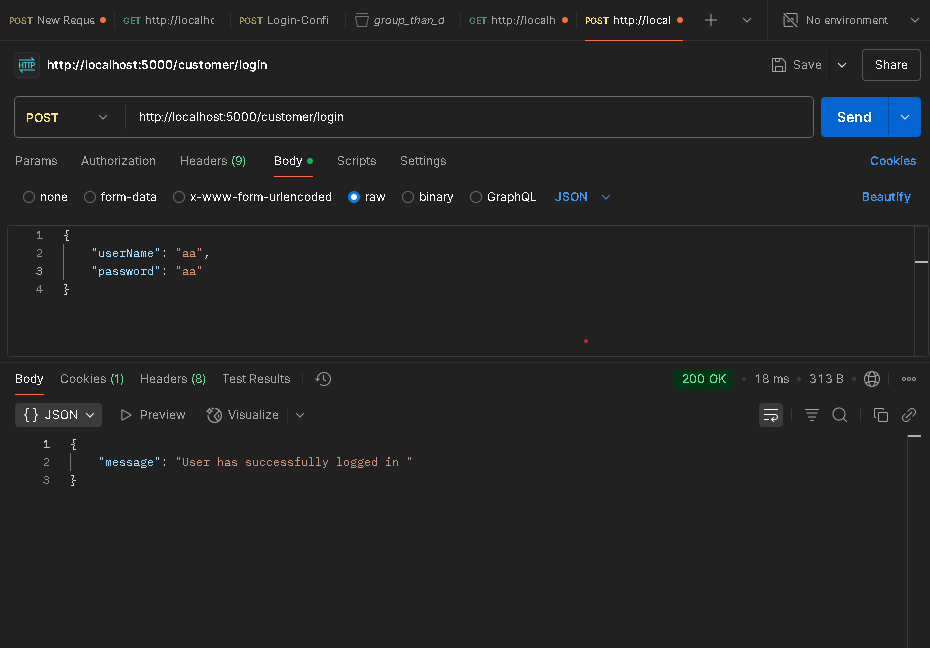 POST New Reque GET http://localhc POST Login-Confi group_than_d GET http://localh POST http://local No environment
HTTP http://localhost:5000/customer/login Save Share
POST http://localhost:5000/customer/login Send
Params Authorization Headers (9) Body Scripts Settings Cookies
none form-data x-www-form-urlencoded raw binary GraphQL JSON Beautify
1 {
2 "userName": "aa",
3 "password": "aa"
4 }
Body Cookies (1) Headers (8) Test Results 200 OK 18 ms 313 B
{} JSON Preview Visualize
1 {
2 "message": "User has successfully logged in "
3 }